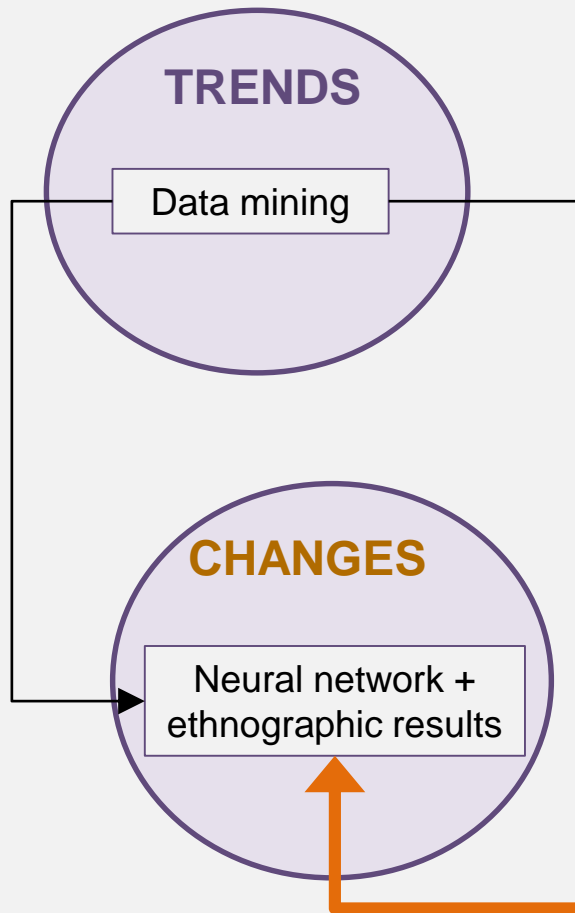 TRENDS
Data mining
CHANGES
Neural network +
ethnographic results